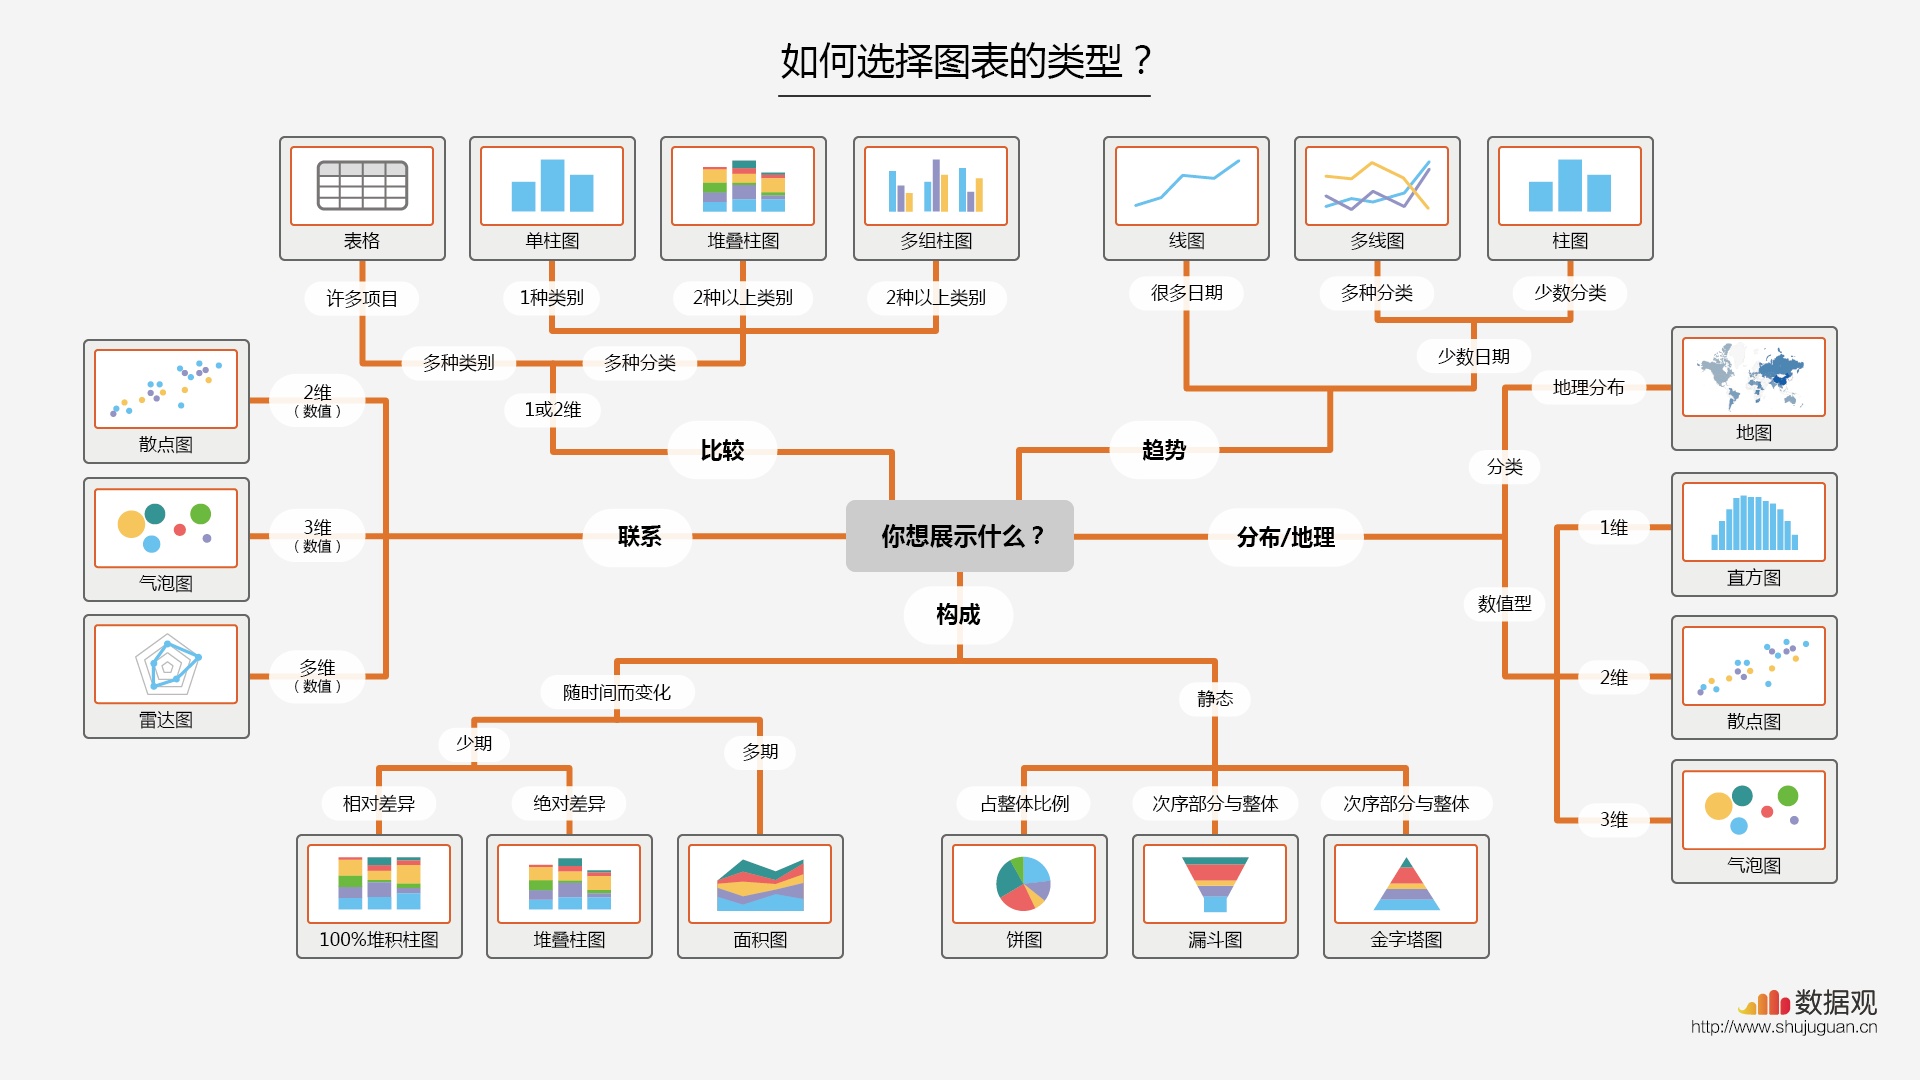 如何选择图表的类型？
表格
单柱图
堆叠柱图
多组柱图
线图
多线图
柱图
许多项目
1种类别
2种以上类别
2种以上类别
很多日期
多种分类
少数分类
多种类别
多种分类
少数日期
1或2维
比较
趋势
2维
（数值）
散点图
3维
（数值）
气泡图
多维
（数值）
雷达图
联系
你想展示什么？
分布/地理
地理分布
地图
分类
1维
直方图
数值型
2维
散点图
3维
气泡图
构成
随时间而变化
静态
少期
多期
相对差异
绝对差异
占整体比例
次序部分与整体
次序部分与整体
100%堆积柱图
堆叠柱图
面积图
饼图
漏斗图
金字塔图
数据观
http://www.shujuguan.cn